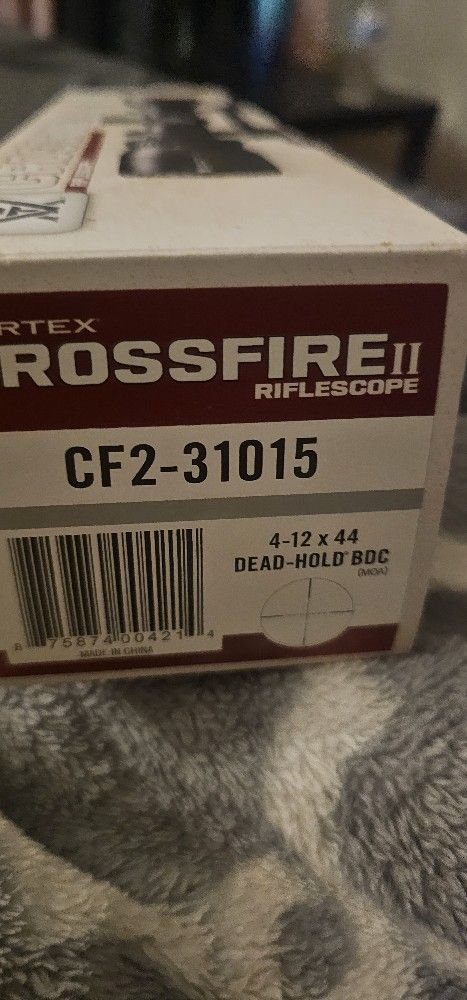 RTEX
ROSSFIRE II
RIFLESCOPE
CF2-31015
4-12 x 44
DEAD-HOLD® BDC
(MOA)
8 75874 00421 4
MADE IN CHINA